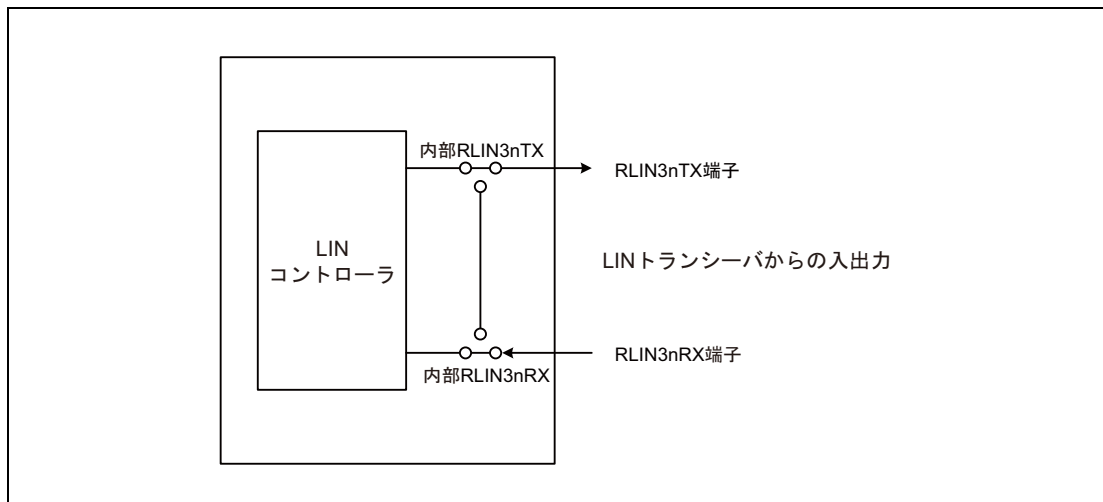 内部RLIN3nTX
RLIN3nTX端子
LIN
コントローラ
LINトランシーバからの入出力
RLIN3nRX端子
内部RLIN3nRX